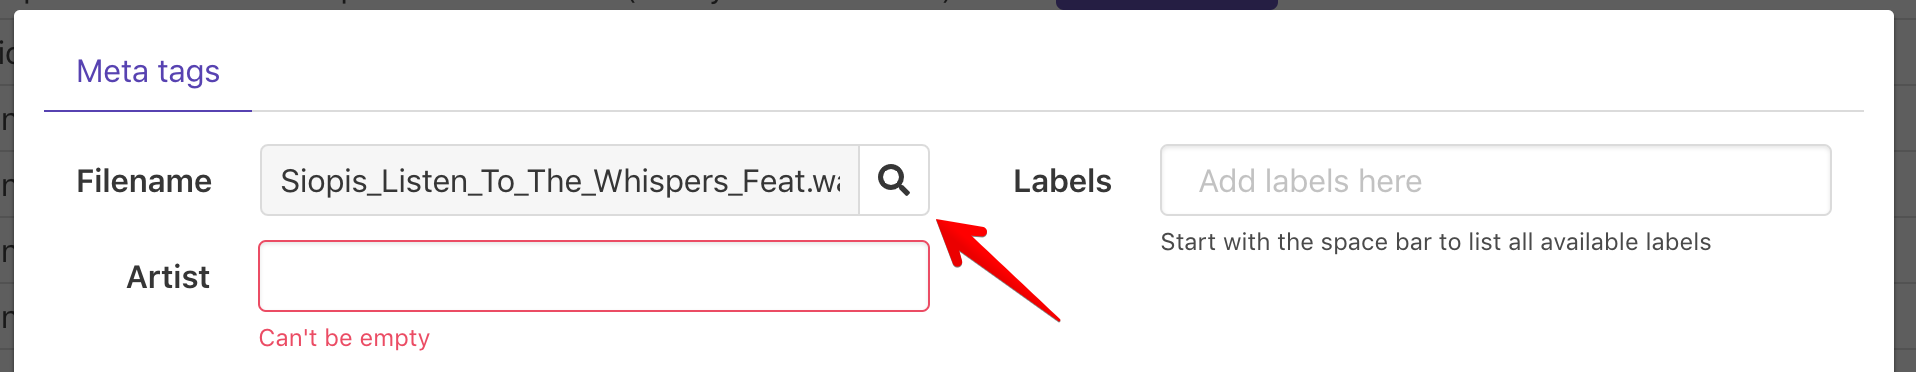 Meta tags
Filename Siopis_Listen_To_The_Whispers_Feat.wa Labels Add labels here
Start with the space bar to list all available labels
Artist
Can't be empty